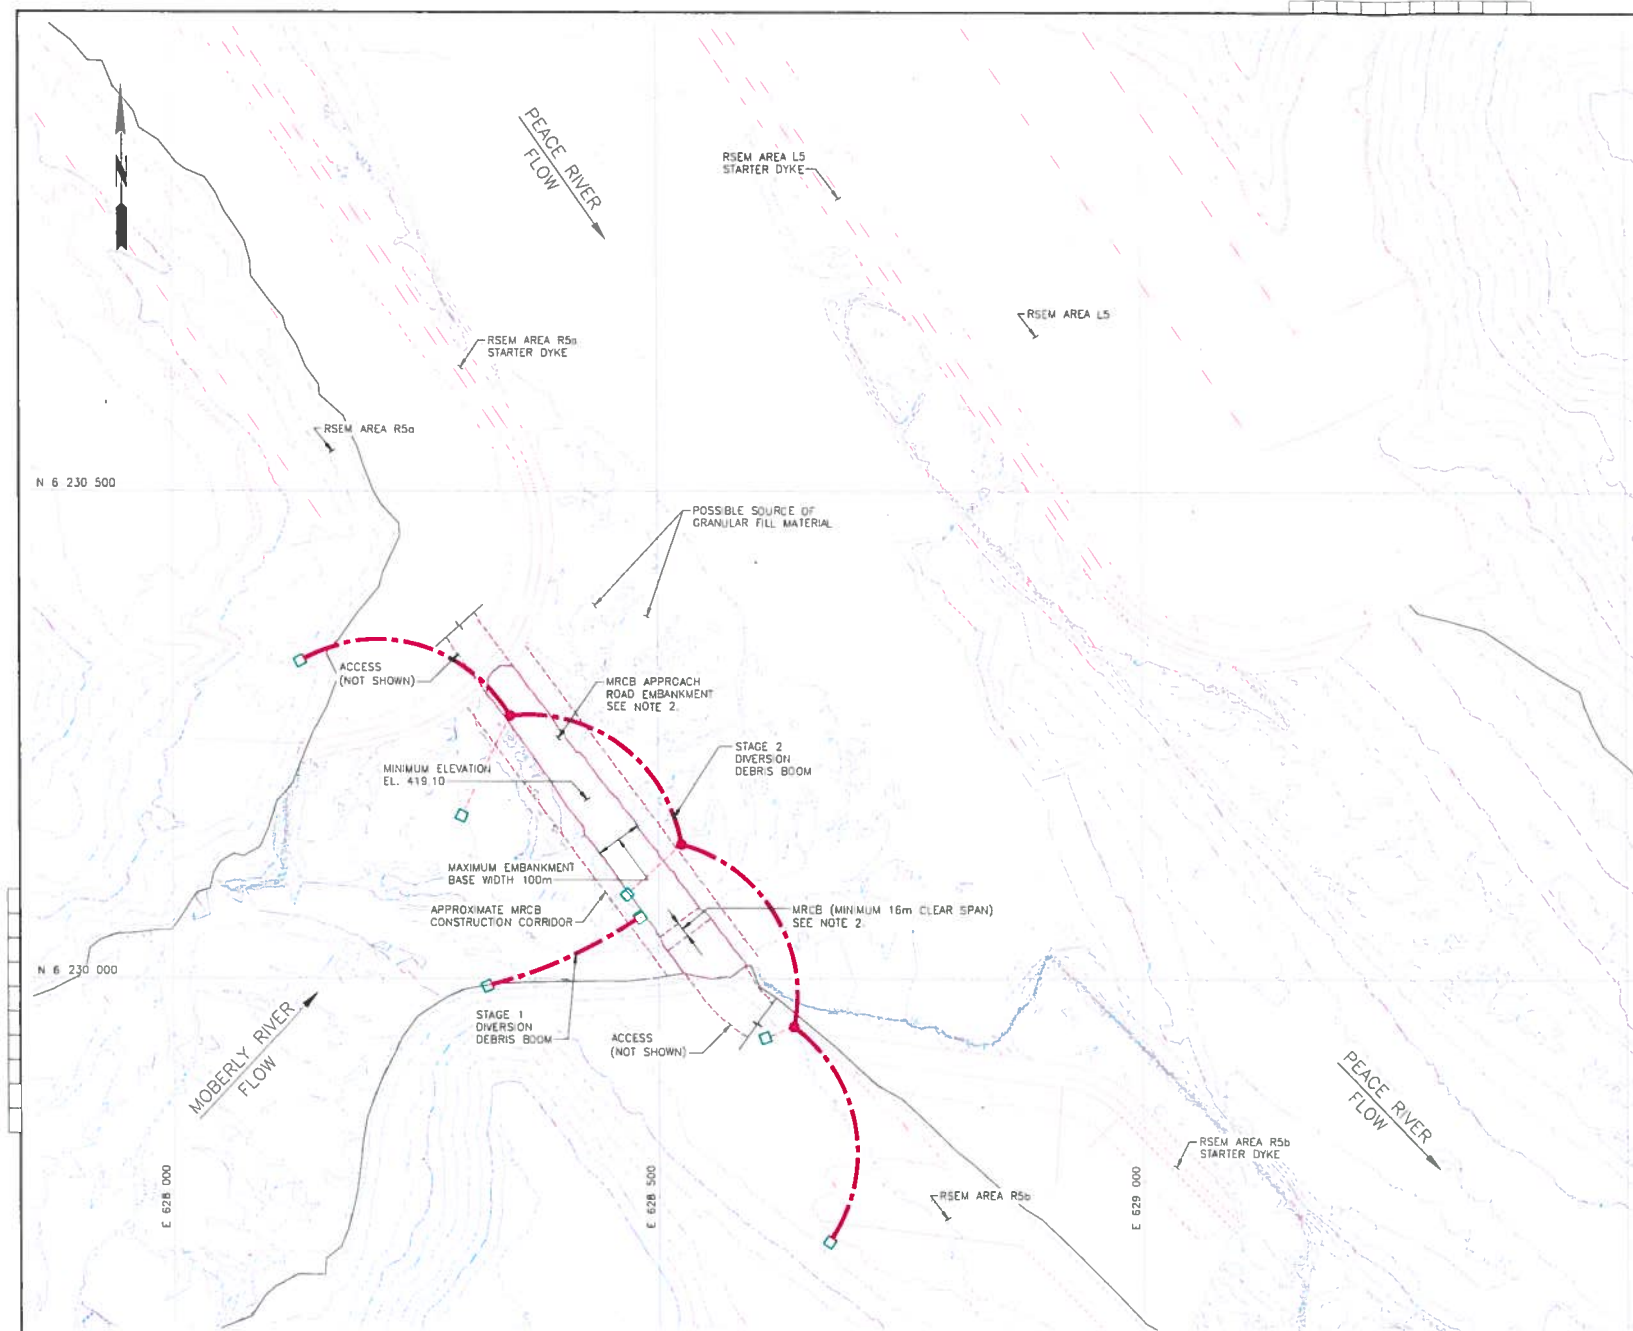 N
PEACE RIVER
FLOW
RSEM AREA L5
STARTER DYKE
RSEM AREA L5
RSEM AREA R5a
STARTER DYKE
RSEM AREA R5a
N 6 230 500
POSSIBLE SOURCE OF
GRANULAR FILL MATERIAL
ACCESS
(NOT SHOWN)
MRCB APPROACH
ROAD EMBANKMENT
SEE NOTE 2.
STAGE 2
DIVERSION
DEBRIS BOOM
MINIMUM ELEVATION
EL. 419.10
MAXIMUM EMBANKMENT
BASE WIDTH 100m
APPROXIMATE MRCB
CONSTRUCTION CORRIDOR
MRCB (MINIMUM 16m CLEAR SPAN)
SEE NOTE 2.
N 6 230 000
STAGE 1
DIVERSION
DEBRIS BOOM
ACCESS
(NOT SHOWN)
MOBERLY RIVER
FLOW
PEACE RIVER
FLOW
RSEM AREA R5b
STARTER DYKE
RSEM AREA R5b
E 628 000
E 628 500
E 629 000